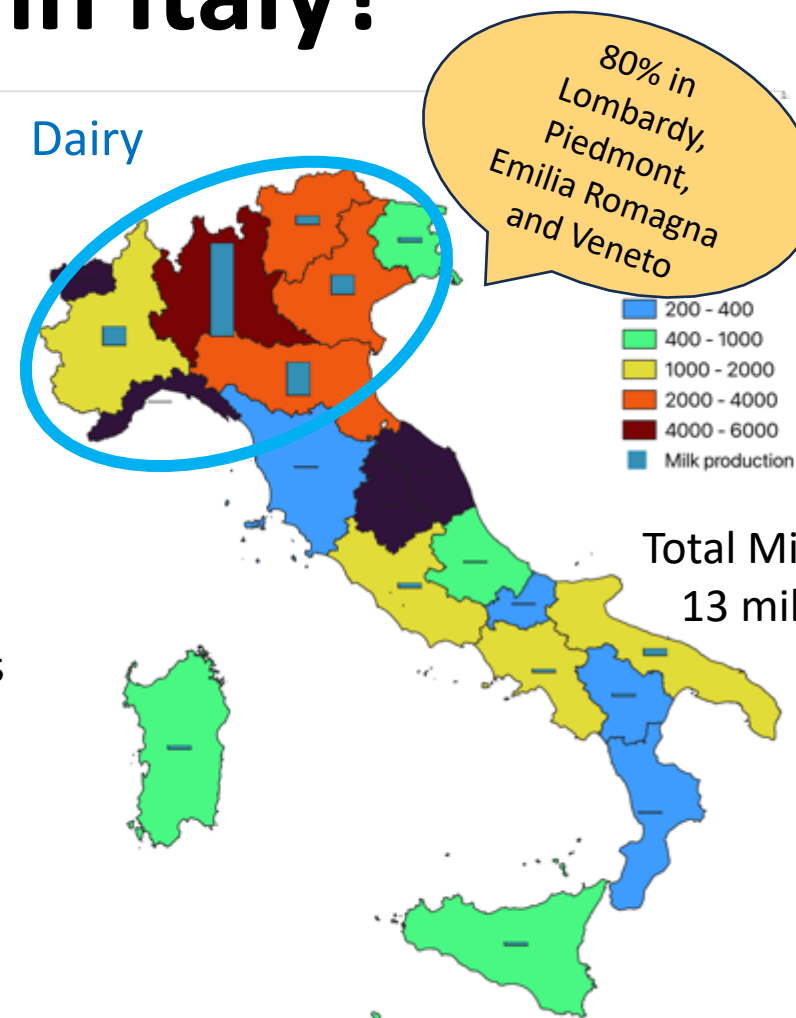 in Italy?
Dairy
80% in
Lombardy,
Piedmont,
Emilia Romagna
and Veneto
200 - 400
400 - 1000
1000 - 2000
2000 - 4000
4000 - 6000
Milk production
Total Mi
13 mil
s